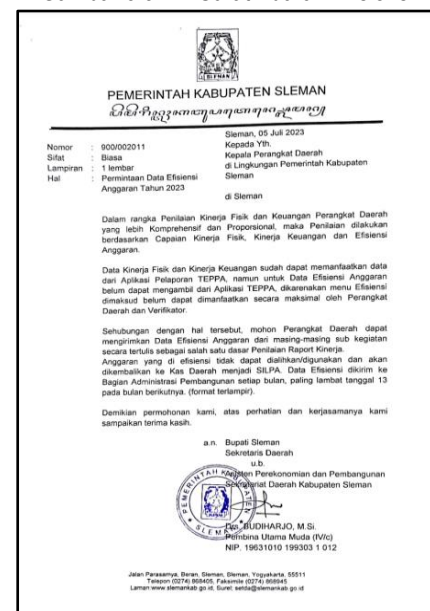 SLEMAN
PEMERINTAH KABUPATEN SLEMAN
Sleman, 05 Juli 2023
Nomor : 900/002011
Sifat : Biasa
Lampiran : 1 lembar
Hal : Permintaan Data Efisiensi
Anggaran Tahun 2023
Kepada Yth.
Kepala Perangkat Daerah
di Lingkungan Pemerintah Kabupaten
Sleman
di Sleman
Dalam rangka Penilaian Kinerja Fisik dan Keuangan Perangkat Daerah
yang lebih Komprehensif dan Proporsional, maka Penilaian dilakukan
berdasarkan Capaian Kinerja Fisik, Kinerja Keuangan dan Efisiensi
Anggaran.
Data Kinerja Fisik dan Kinerja Keuangan sudah dapat memanfaatkan data
dari Aplikasi Pelaporan TEPPA, namun untuk Data Efisiensi Anggaran
belum dapat mengambil dari Aplikasi TEPPA, dikarenakan menu Efisiensi
dimaksud belum dapat dimanfaatkan secara maksimal oleh Perangkat
Daerah dan Verifikator.
Sehubungan dengan hal tersebut, mohon Perangkat Daerah dapat
mengirimkan Data Efisiensi Anggaran dari masing-masing sub kegiatan
secara tertulis sebagai salah satu dasar Penilaian Raport Kinerja.
Anggaran yang di efisiensi tidak dapat dialihkan/digunakan dan akan
dikembalikan ke Kas Daerah menjadi SILPA. Data Efisiensi dikirim ke
Bagian Administrasi Pembangunan setiap bulan, paling lambat tanggal 13
pada bulan berikutnya. (format terlampir).
Demikian permohonan kami, atas perhatian dan kerjasamanya kami
sampaikan terima kasih.
a.n. Bupati Sleman
Sekretaris Daerah
u.b.
Asisten Perekonomian dan Pembangunan
Sekretariat Daerah Kabupaten Sleman
PEMERINTAH
SLEMAN
Drs. BUDIHARJO, M.Si.
Pembina Utama Muda (IV/c)
NIP. 19631010 199303 1 012
Jalan Parasamya, Beran, Sleman, Sleman, Yogyakarta, 55511
Telepon (0274) 868405, Faksimile (0274) 868945
Laman www.slemankab.go.id, Surel: setda@slemankab.go.id